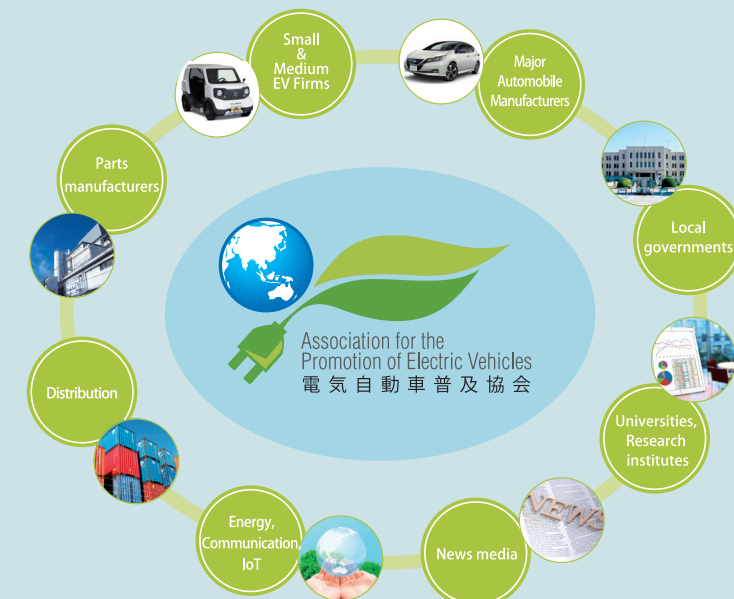 Small
&
Medium
EV Firms
Major
Automobile
Manufacturers
Parts
manufacturers
Local
governments
Association for the
Promotion of Electric Vehicles
電気自動車普及協会
Distribution
Universities,
Research
institutes
Energy,
Communication,
IoT
News media
NEWS